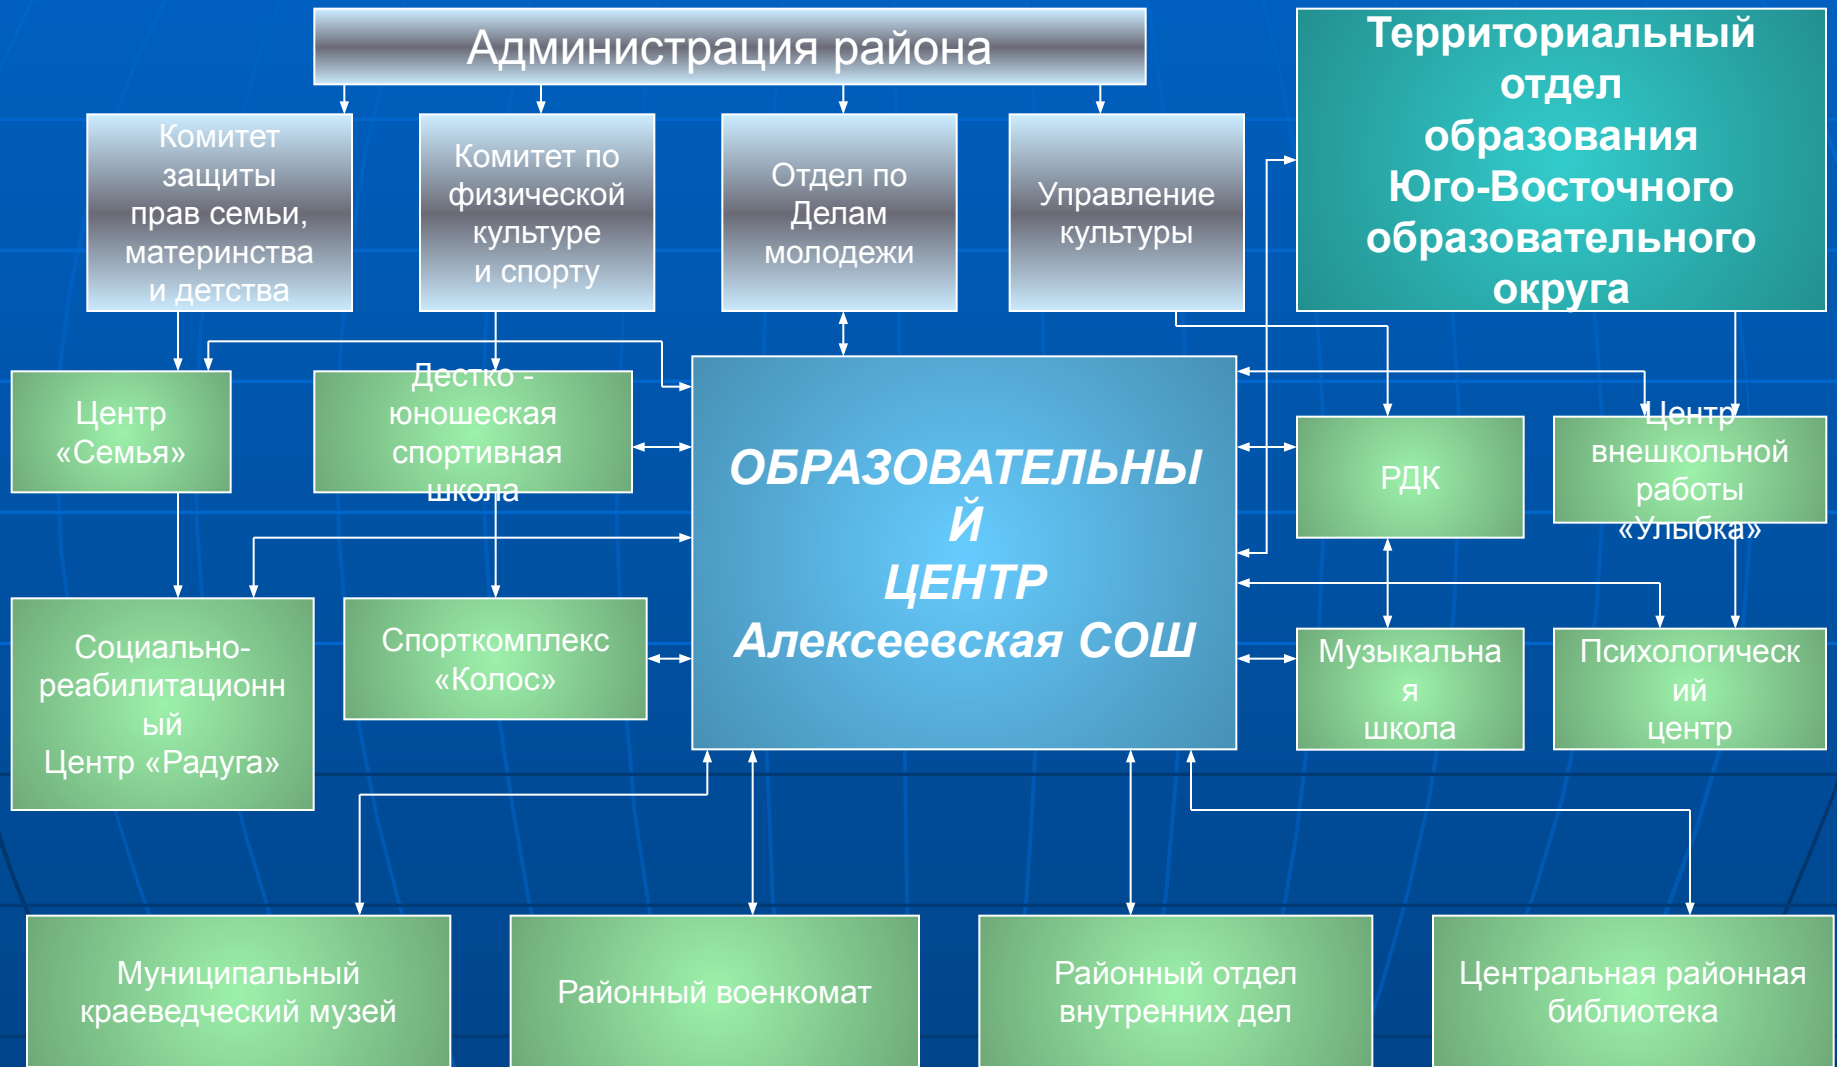 Администрация района
Территориальный
отдел
образования
Юго-Восточного
образовательного
округа
Комитет
защиты
прав семьи,
материнства
и детства
Комитет по
физической
культуре
и спорту
Отдел по
Делам
молодежи
Управление
культуры
Центр
«Семья»
Дестко -
юношеская
спортивная
школа
ОБРАЗОВАТЕЛЬНЫ
Й
ЦЕНТР
Алексеевская СОШ
РДК
Центр
внешкольной
работы
«Улыбка»
Социально-
реабилитационн
ый
Центр «Радуга»
Спорткомплекс
«Колос»
Музыкальна
я
школа
Психологическ
ий
центр
Муниципальный
краеведческий музей
Районный военкомат
Районный отдел
внутренних дел
Центральная районная
библиотека